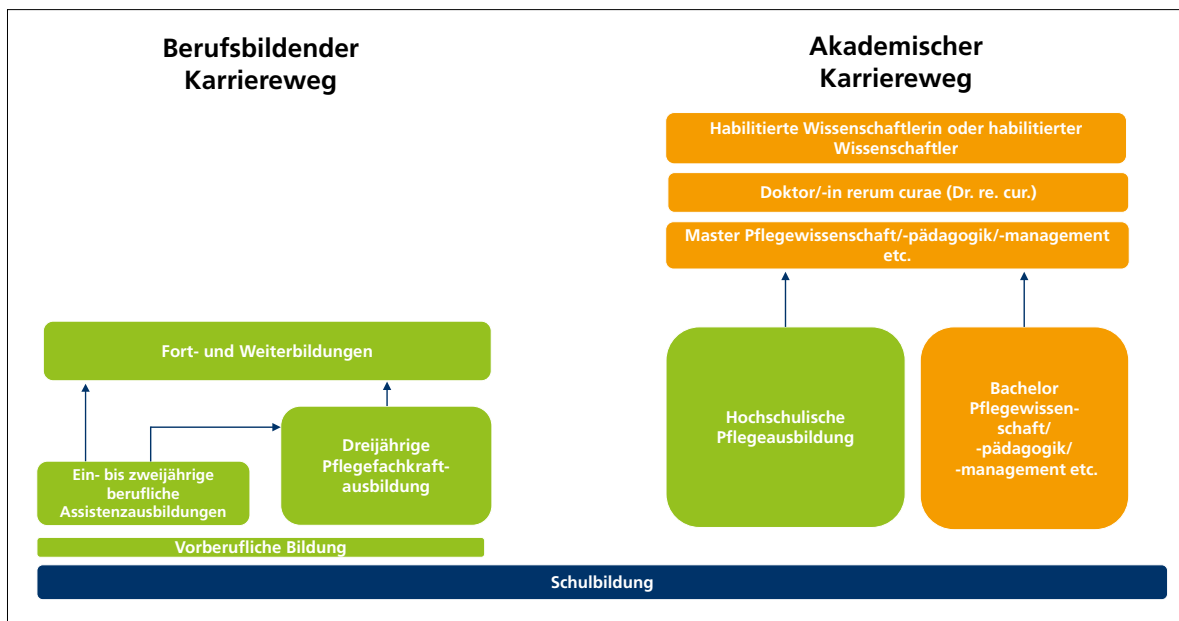 Berufsbildender
Karriereweg
Akademischer
Karriereweg
Habilitierte Wissenschaftlerin oder habilitierter
Wissenschaftler
Doktor/-in rerum curae (Dr. re. cur.)
Master Pflegewissenschaft/-pädagogik/-management
etc.
Fort- und Weiterbildungen
Dreijährige
Pflegefachkraft-
ausbildung
Ein- bis zweijährige
berufliche
Assistenzausbildungen
Hochschulische
Pflegeausbildung
Bachelor
Pflegewissen-
schaft/
-pädagogik/
-management etc.
Vorberufliche Bildung
Schulbildung